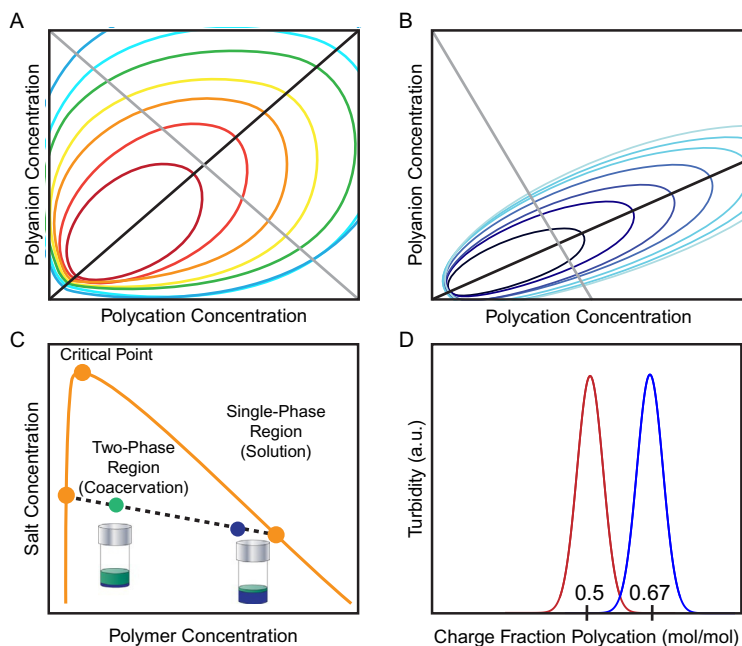 A
Polyanion Concentration
Polycation Concentration
B
Polyanion Concentration
Polycation Concentration
C
Critical Point
Single-Phase
Region
(Solution)
Two-Phase
Region
(Coacervation)
Salt Concentration
Polymer Concentration
D
Turbidity (a.u.)
0.5
0.67
Charge Fraction Polycation (mol/mol)